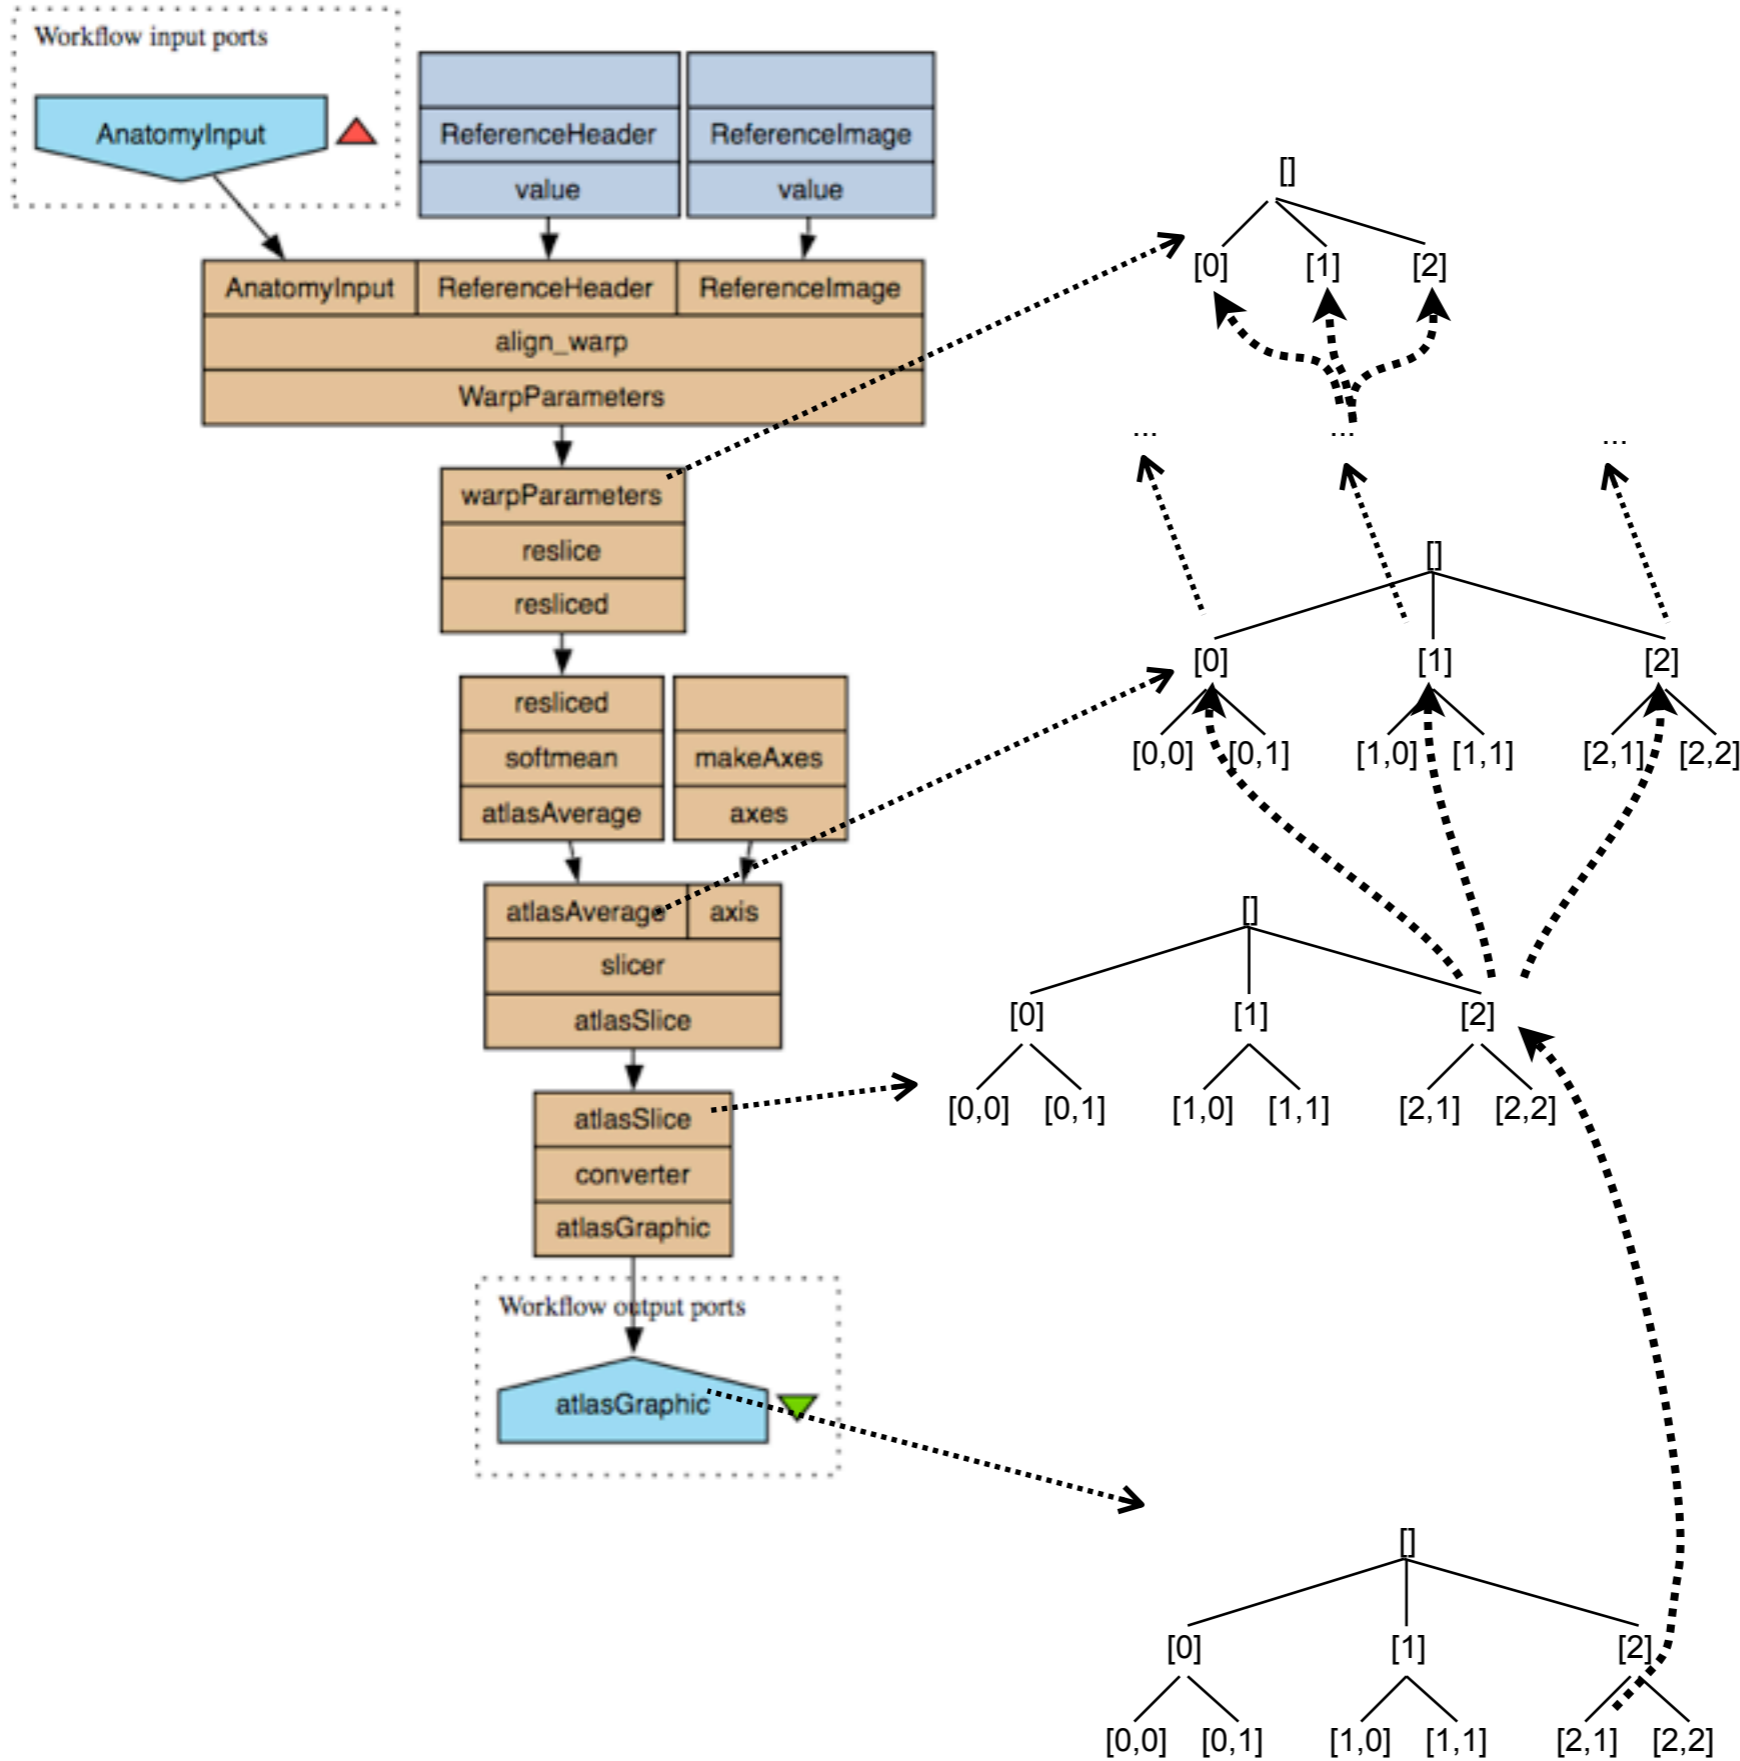 Workflow input ports
AnatomyInput
ReferenceHeader
value
ReferenceImage
value
AnatomyInput ReferenceHeader ReferenceImage
align_warp
WarpParameters
warpParameters
reslice
resliced
resliced
softmean
atlasAverage
makeAxes
axes
atlasAverage axis
slicer
atlasSlice
atlasSlice
converter
atlasGraphic
Workflow output ports
atlasGraphic
[]
[0] [1] [2]
... ... ...
[]
[0] [1] [2]
[0,0] [0,1] [1,0] [1,1] [2,1] [2,2]
[]
[0] [1] [2]
[0,0] [0,1] [1,0] [1,1] [2,1] [2,2]
[]
[0] [1] [2]
[0,0] [0,1] [1,0] [1,1] [2,1] [2,2]